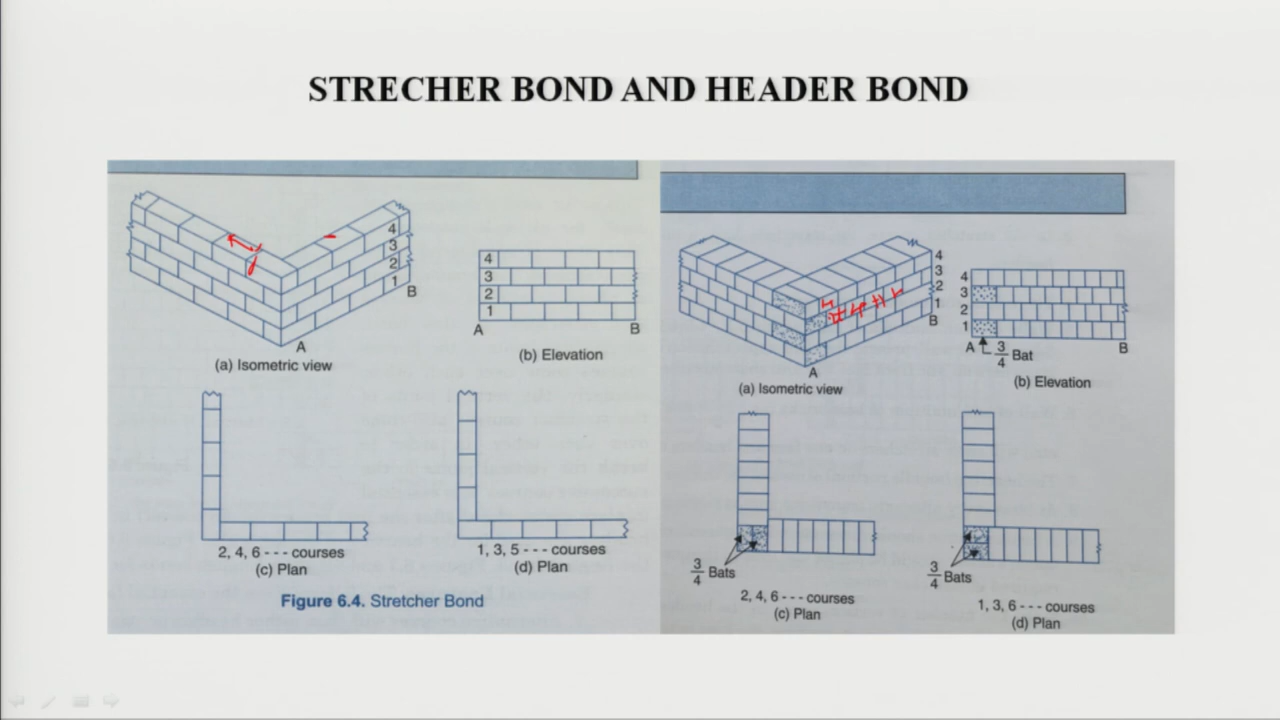 STRECHER BOND AND HEADER BOND
4
3
2
1
B
A
(a) Isometric view
4
3
2
1
A
B
(b) Elevation
2, 4, 6 - - - courses
(c) Plan
1, 3, 5 - - - courses
(d) Plan
Figure 6.4. Stretcher Bond
4
3
2
1
B
A
(a) Isometric view
4
3
2
1
A
3/4 Bat
B
(b) Elevation
3/4 Bats
2, 4, 6 - - - courses
(c) Plan
3/4 Bats
1, 3, 6 - - - courses
(d) Plan